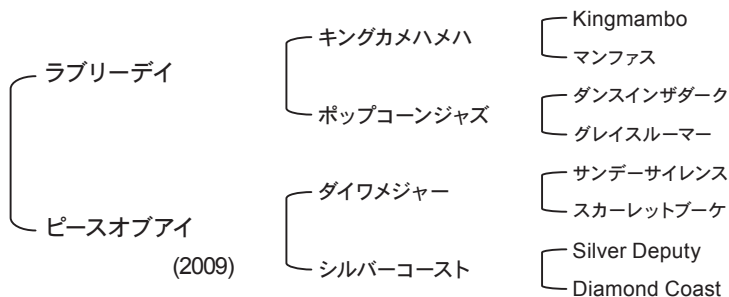 ラブリーデイ
ピースオブアイ
(2009)
キングカメハメハ
ポップコーンジャズ
ダイワメジャー
シルバーコースト
Kingmambo
マンファス
ダンスインザダーク
グレイスルーマー
サンデーサイレンス
スカーレットブーケ
Silver Deputy
Diamond Coast